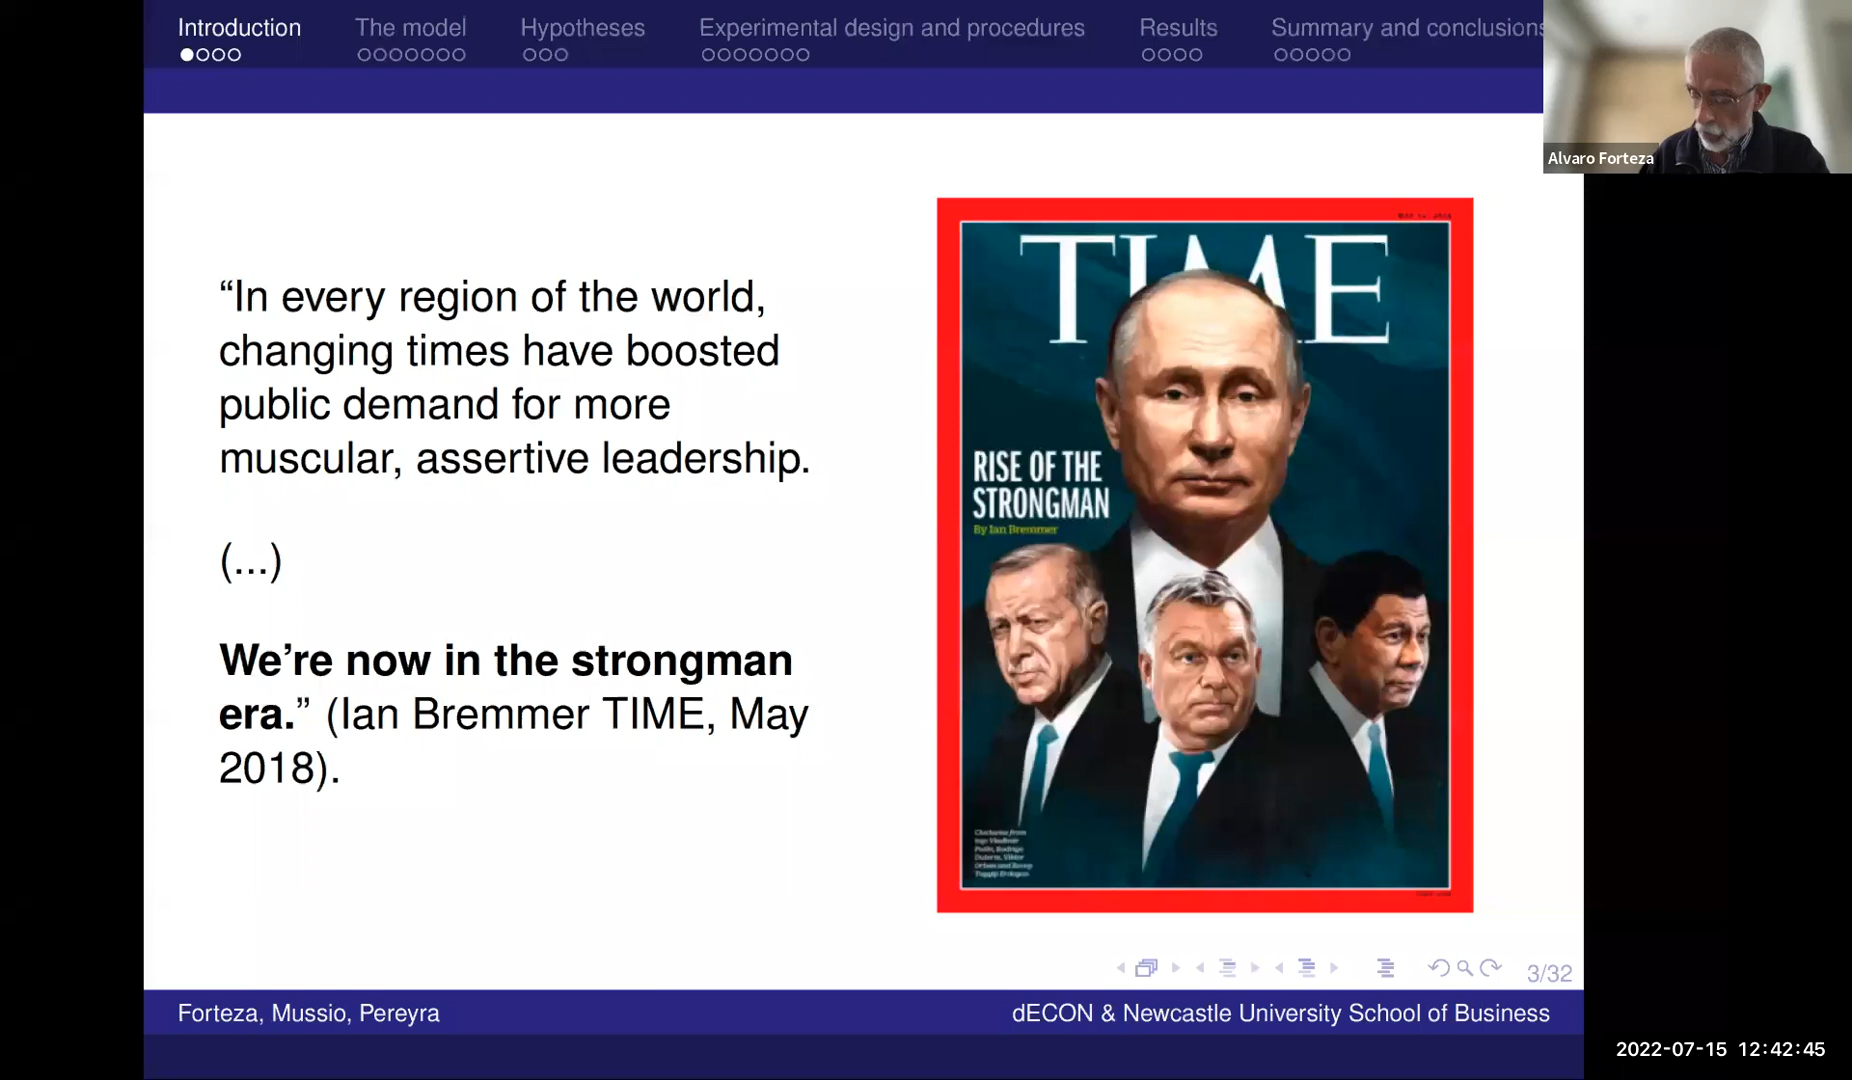 Introduction
The model
Hypotheses
Experimental design and procedures
Results
Summary and conclusions
Alvaro Forteza
“In every region of the world,
changing times have boosted
public demand for more
muscular, assertive leadership.
(...)
We’re now in the strongman
era.” (Ian Bremmer TIME, May
2018).
TIME
RISE OF THE
STRONGMAN
By Ian Bremmer
3/32
Forteza, Mussio, Pereyra
dECON & Newcastle University School of Business
2022-07-15 12:42:45